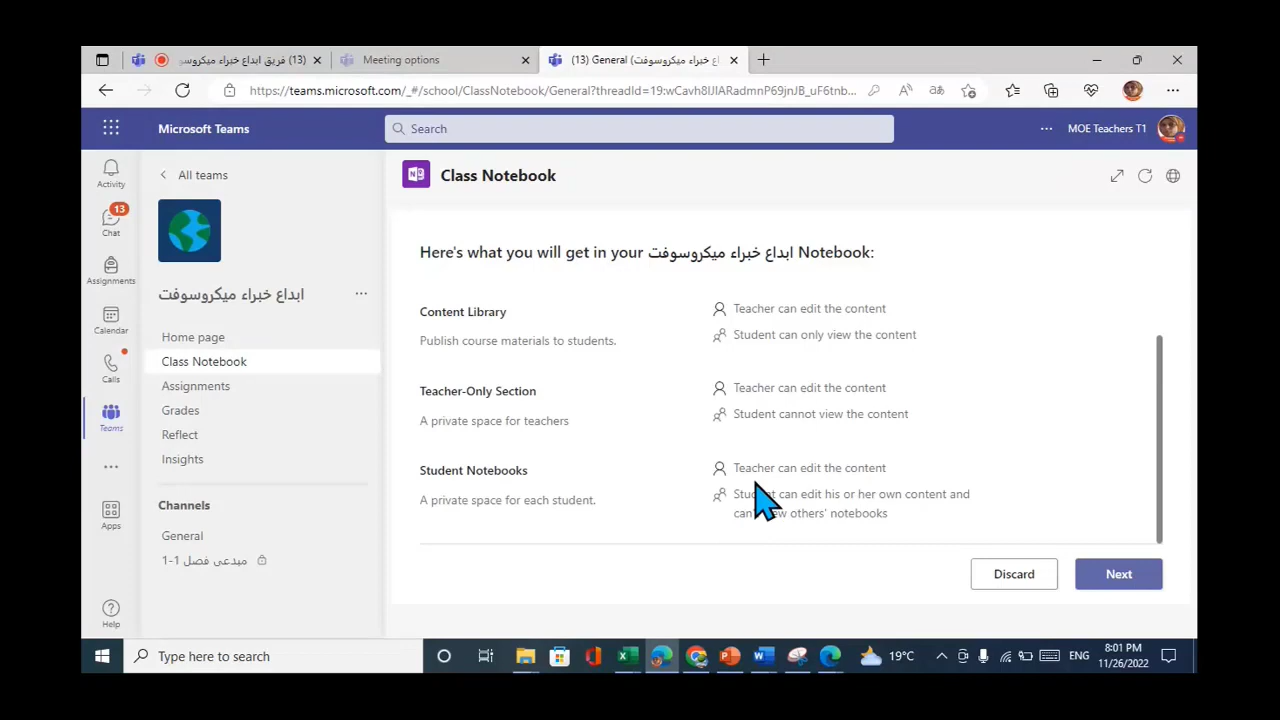 (13) فريق ابداع خبراء ميكروسو
Meeting options
(13) General (اع خبراء ميكروسوفت
https://teams.microsoft.com/_#/school/ClassNotebook/General?threadId=19:wCavh8IJIARadmnP69jnJB_uF6tnb...
Microsoft Teams
Search
MOE Teachers T1
Activity
13
Chat
Assignments
Calendar
Calls
Teams
Apps
Help
All teams
ابداع خبراء ميكروسوفت
Home page
Class Notebook
Assignments
Grades
Reflect
Insights
Channels
General
مبدعي فصل 1-1
Class Notebook
Here's what you will get in your ابداع خبراء ميكروسوفت Notebook:
Content Library
Publish course materials to students.
Teacher can edit the content
Student can only view the content
Teacher-Only Section
A private space for teachers
Teacher can edit the content
Student cannot view the content
Student Notebooks
A private space for each student.
Teacher can edit the content
can edit his or her own content and
others' notebooks
Discard
Next
Type here to search
19°C
ENG
8:01 PM
11/26/2022